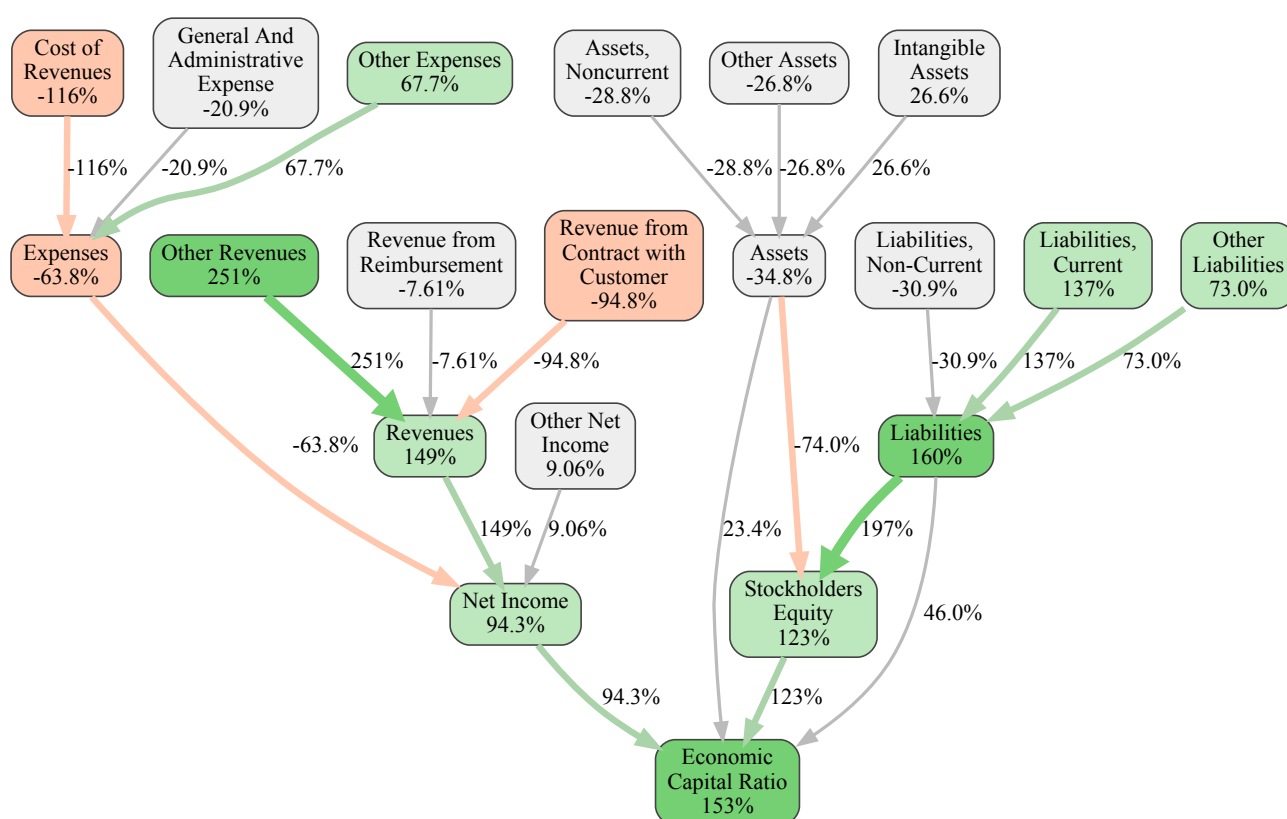 Cost of
Revenues
-116%
General And
Administrative
Expense
-20.9%
Other Expenses
67.7%
Assets,
Noncurrent
-28.8%
Other Assets
-26.8%
Intangible
Assets
26.6%
-116%
-20.9%
67.7%
-28.8%
-26.8%
26.6%
Expenses
-63.8%
Other Revenues
251%
Revenue from
Reimbursement
-7.61%
Revenue from
Contract with
Customer
-94.8%
Assets
-34.8%
Liabilities,
Non-Current
-30.9%
Liabilities,
Current
137%
Other
Liabilities
73.0%
251%
-7.61%
-94.8%
-30.9%
137%
73.0%
Revenues
149%
Other Net
Income
9.06%
Liabilities
160%
-63.8%
-74.0%
149%
9.06%
23.4%
197%
Net Income
94.3%
Stockholders
Equity
123%
46.0%
94.3%
123%
Economic
Capital Ratio
153%